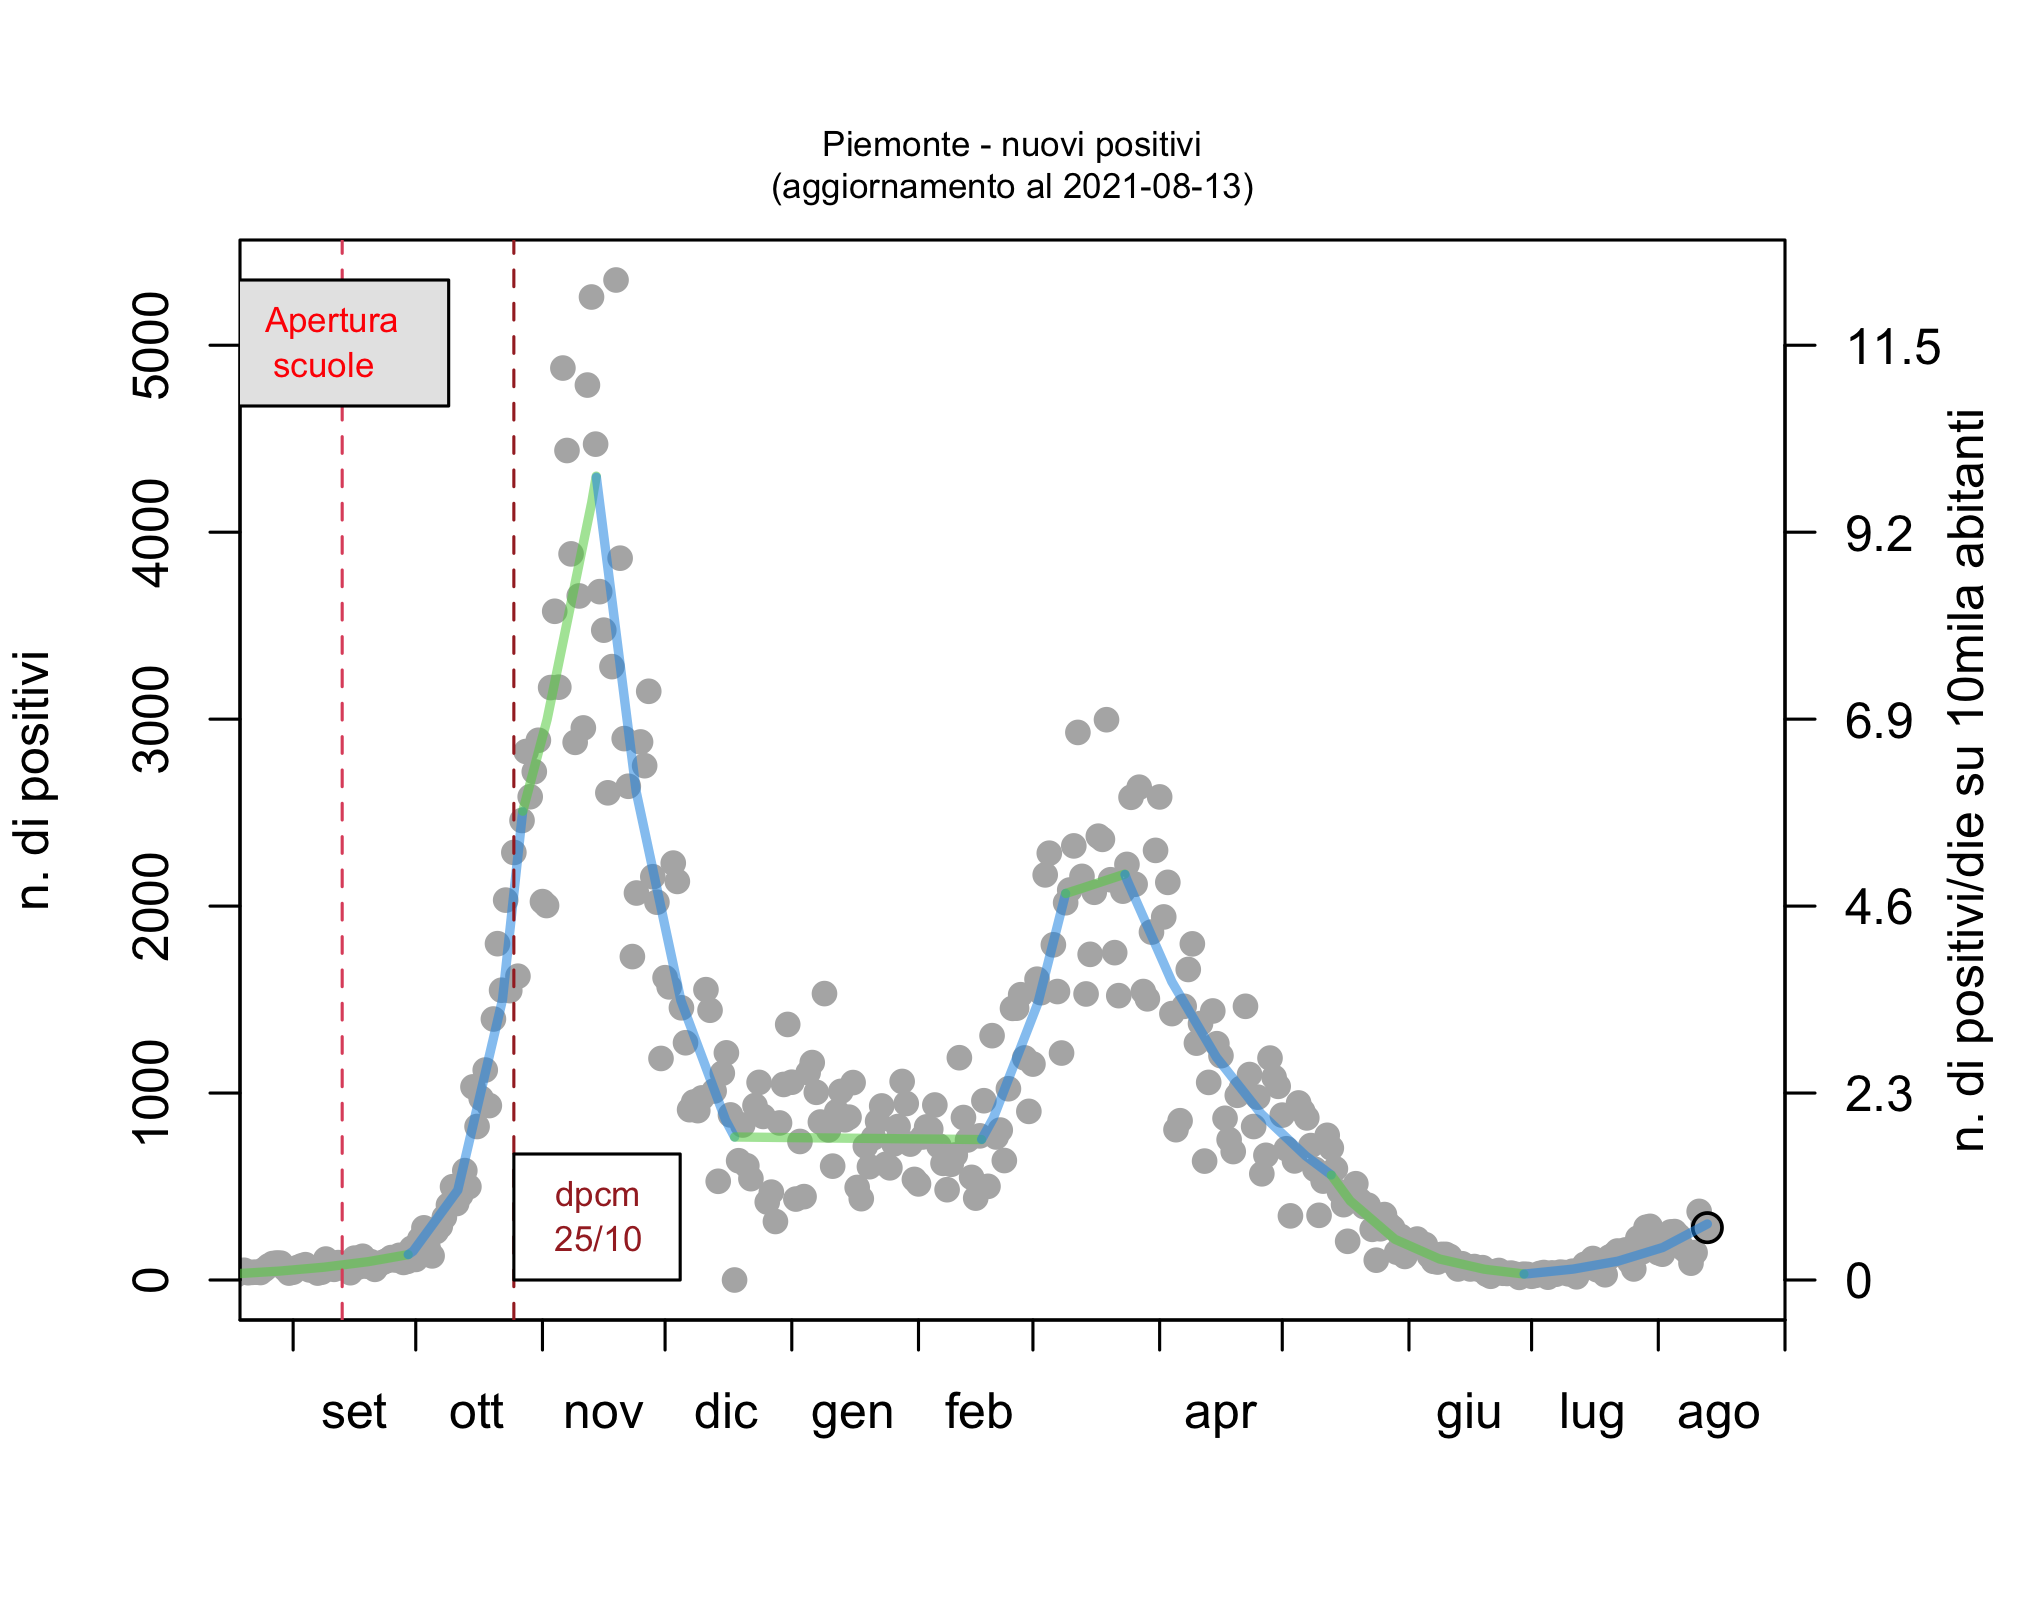 Piemonte - nuovi positivi
(aggiornamento al 2021-08-13)
n. di positivi
5000
4000
3000
2000
1000
0
Apertura
scuole
dpcm
25/10
11.5
9.2
6.9
4.6
2.3
0
n. di positivi/die su 10mila abitanti
set ott nov dic gen feb apr giu lug ago